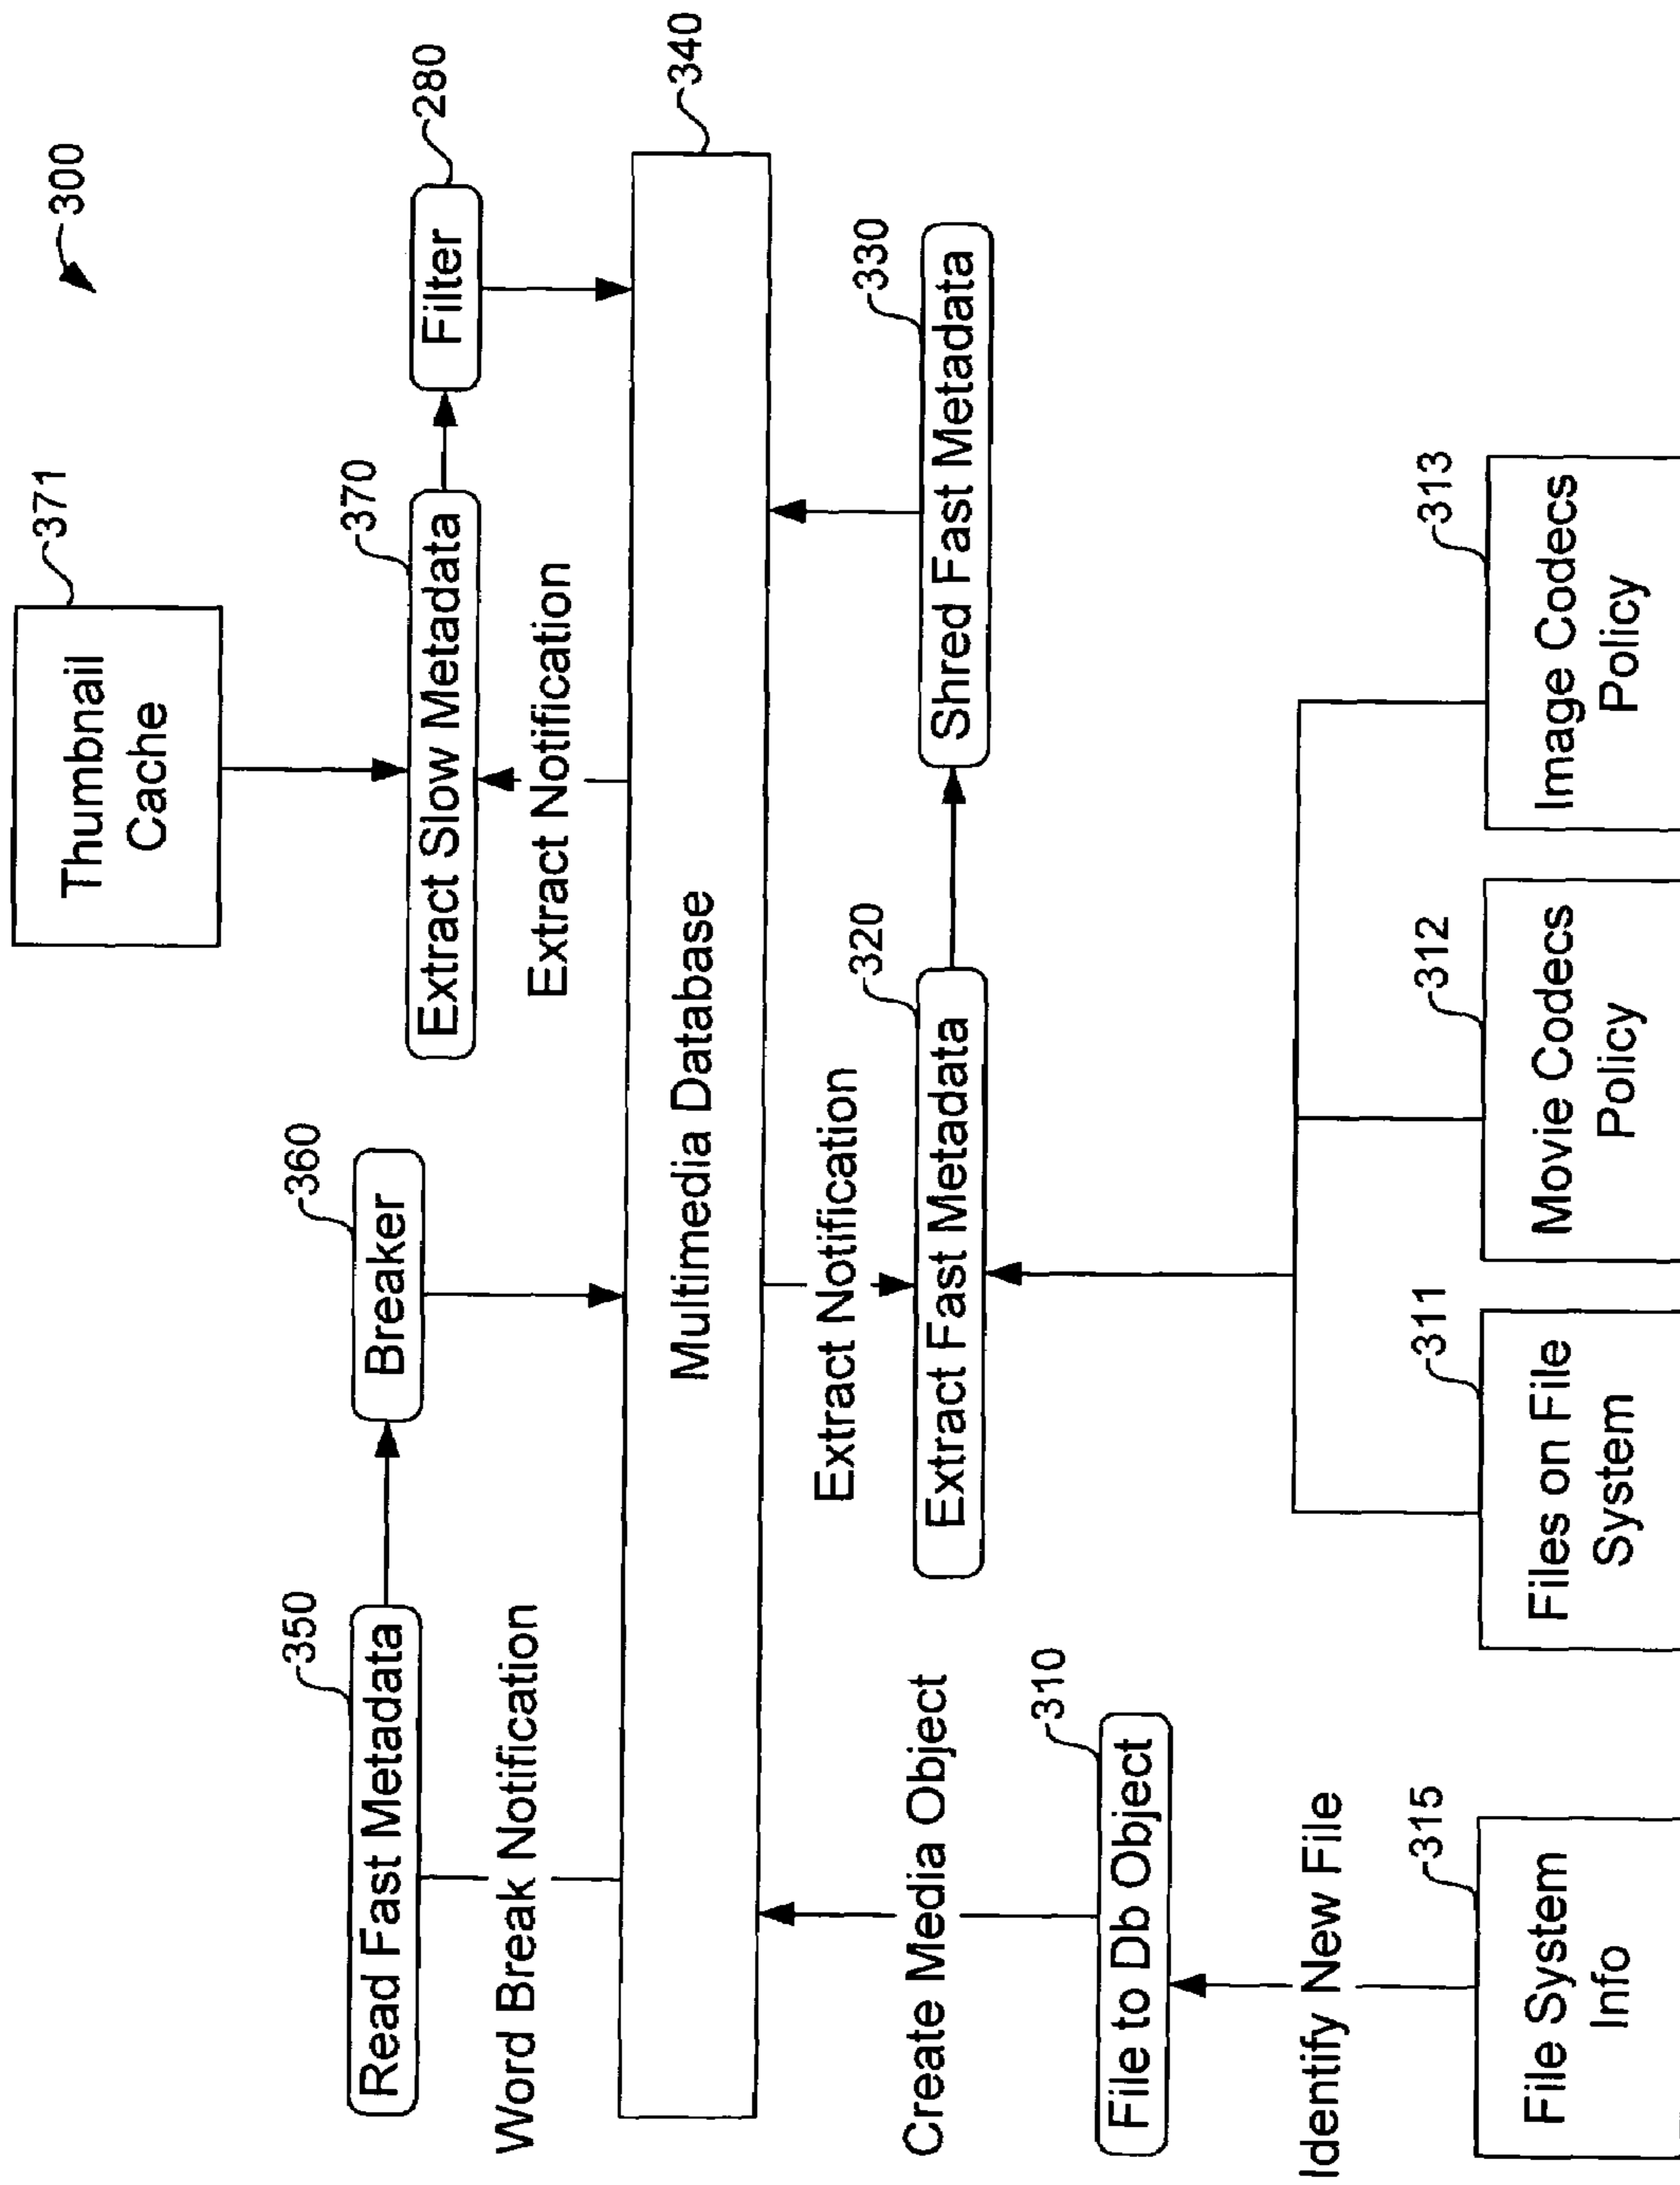 300
371
Thumbnail
Cache
350
Read Fast Metadata
360
Breaker
370
Extract Slow Metadata
280
Filter
Word Break Notification
Extract Notification
340
Multimedia Database
Create Media Object
Extract Notification
320
Extract Fast Metadata
330
Shred Fast Metadata
310
File to Db Object
Identify New File
315
File System
Info
311
Files on File
System
312
Movie Codecs
Policy
313
Image Codecs
Policy